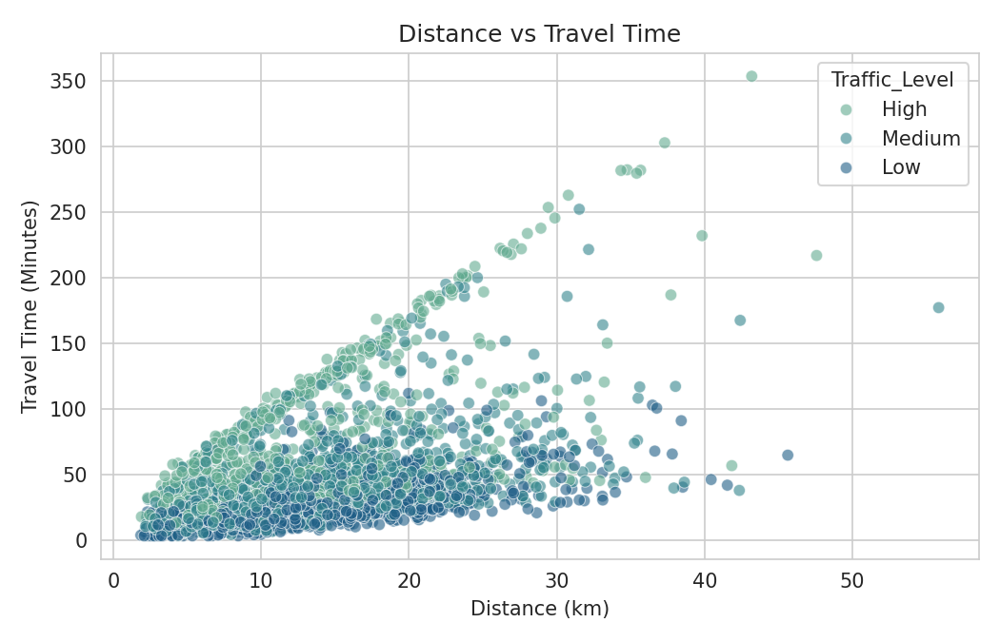 Distance vs Travel Time
Travel Time (Minutes)
350
300
250
200
150
100
50
0
Traffic_Level
High
Medium
Low
0 10 20 30 40 50
Distance (km)